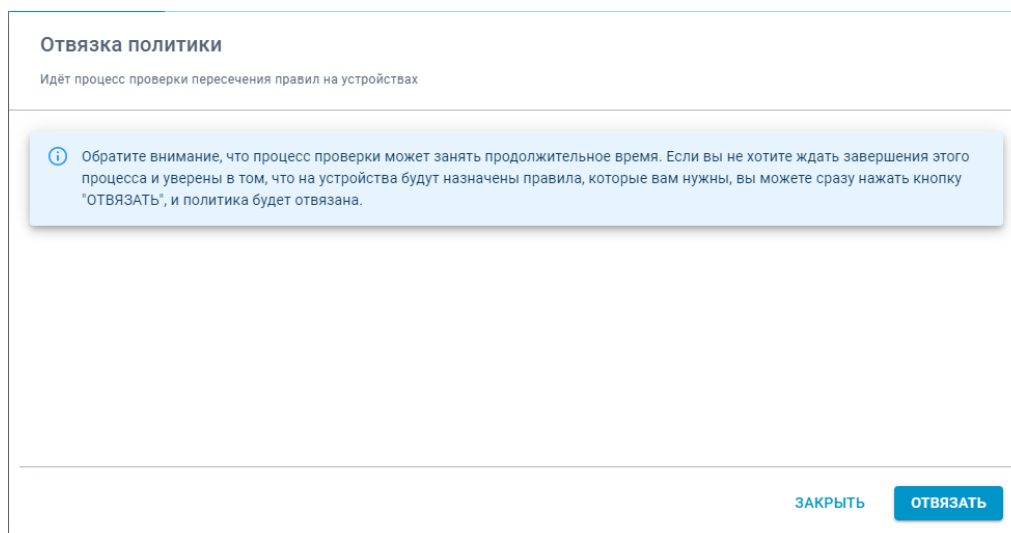 Отвязка политики
Идёт процесс проверки пересечения правил на устройствах
Обратите внимание, что процесс проверки может занять продолжительное время. Если вы не хотите ждать завершения этого
процесса и уверены в том, что на устройства будут назначены правила, которые вам нужны, вы можете сразу нажать кнопку
"ОТВЯЗАТЬ", и политика будет отвязана.
ЗАКРЫТЬ
ОТВЯЗАТЬ